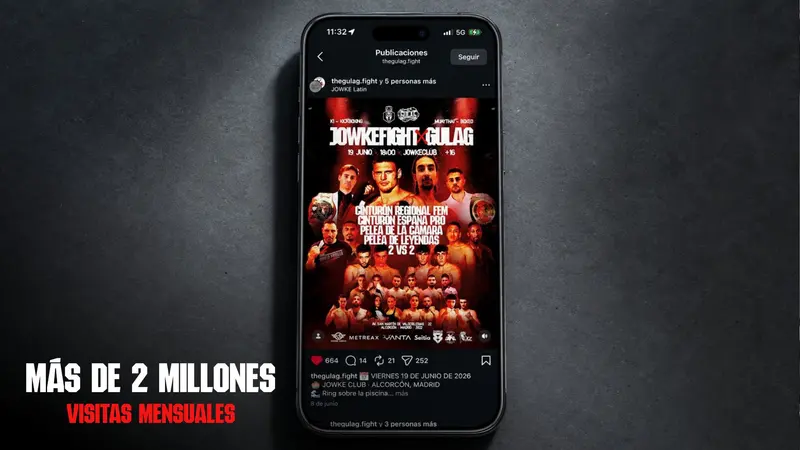 11:32
5G
Publicaciones
thegulag.fight
Seguir
thegulag.fight y 5 personas más
JOWKE Latin
K1 - KICKBOXING
MUAYTHAI - BOXEO
JOWKEFIGHT X GULAG
19 JUNIO 18:00 JOWKECLUB +16
CINTURÓN REGIONAL FEM
CINTURÓN ESPAÑA PRO
PELEA DE LA CÁMARA
PELEA DE LEYENDAS
2 VS 2
METREAX
VANTA
Seitia
664 14 21 252
thegulag.fight VIERNES 19 DE JUNIO DE 2026
JOWKE CLUB - ALCORCÓN, MADRID
Ring sobre la piscina... más
8 de junio
thegulag.fight y 3 personas más
MÁS DE 2 MILLONES
VISITAS MENSUALES